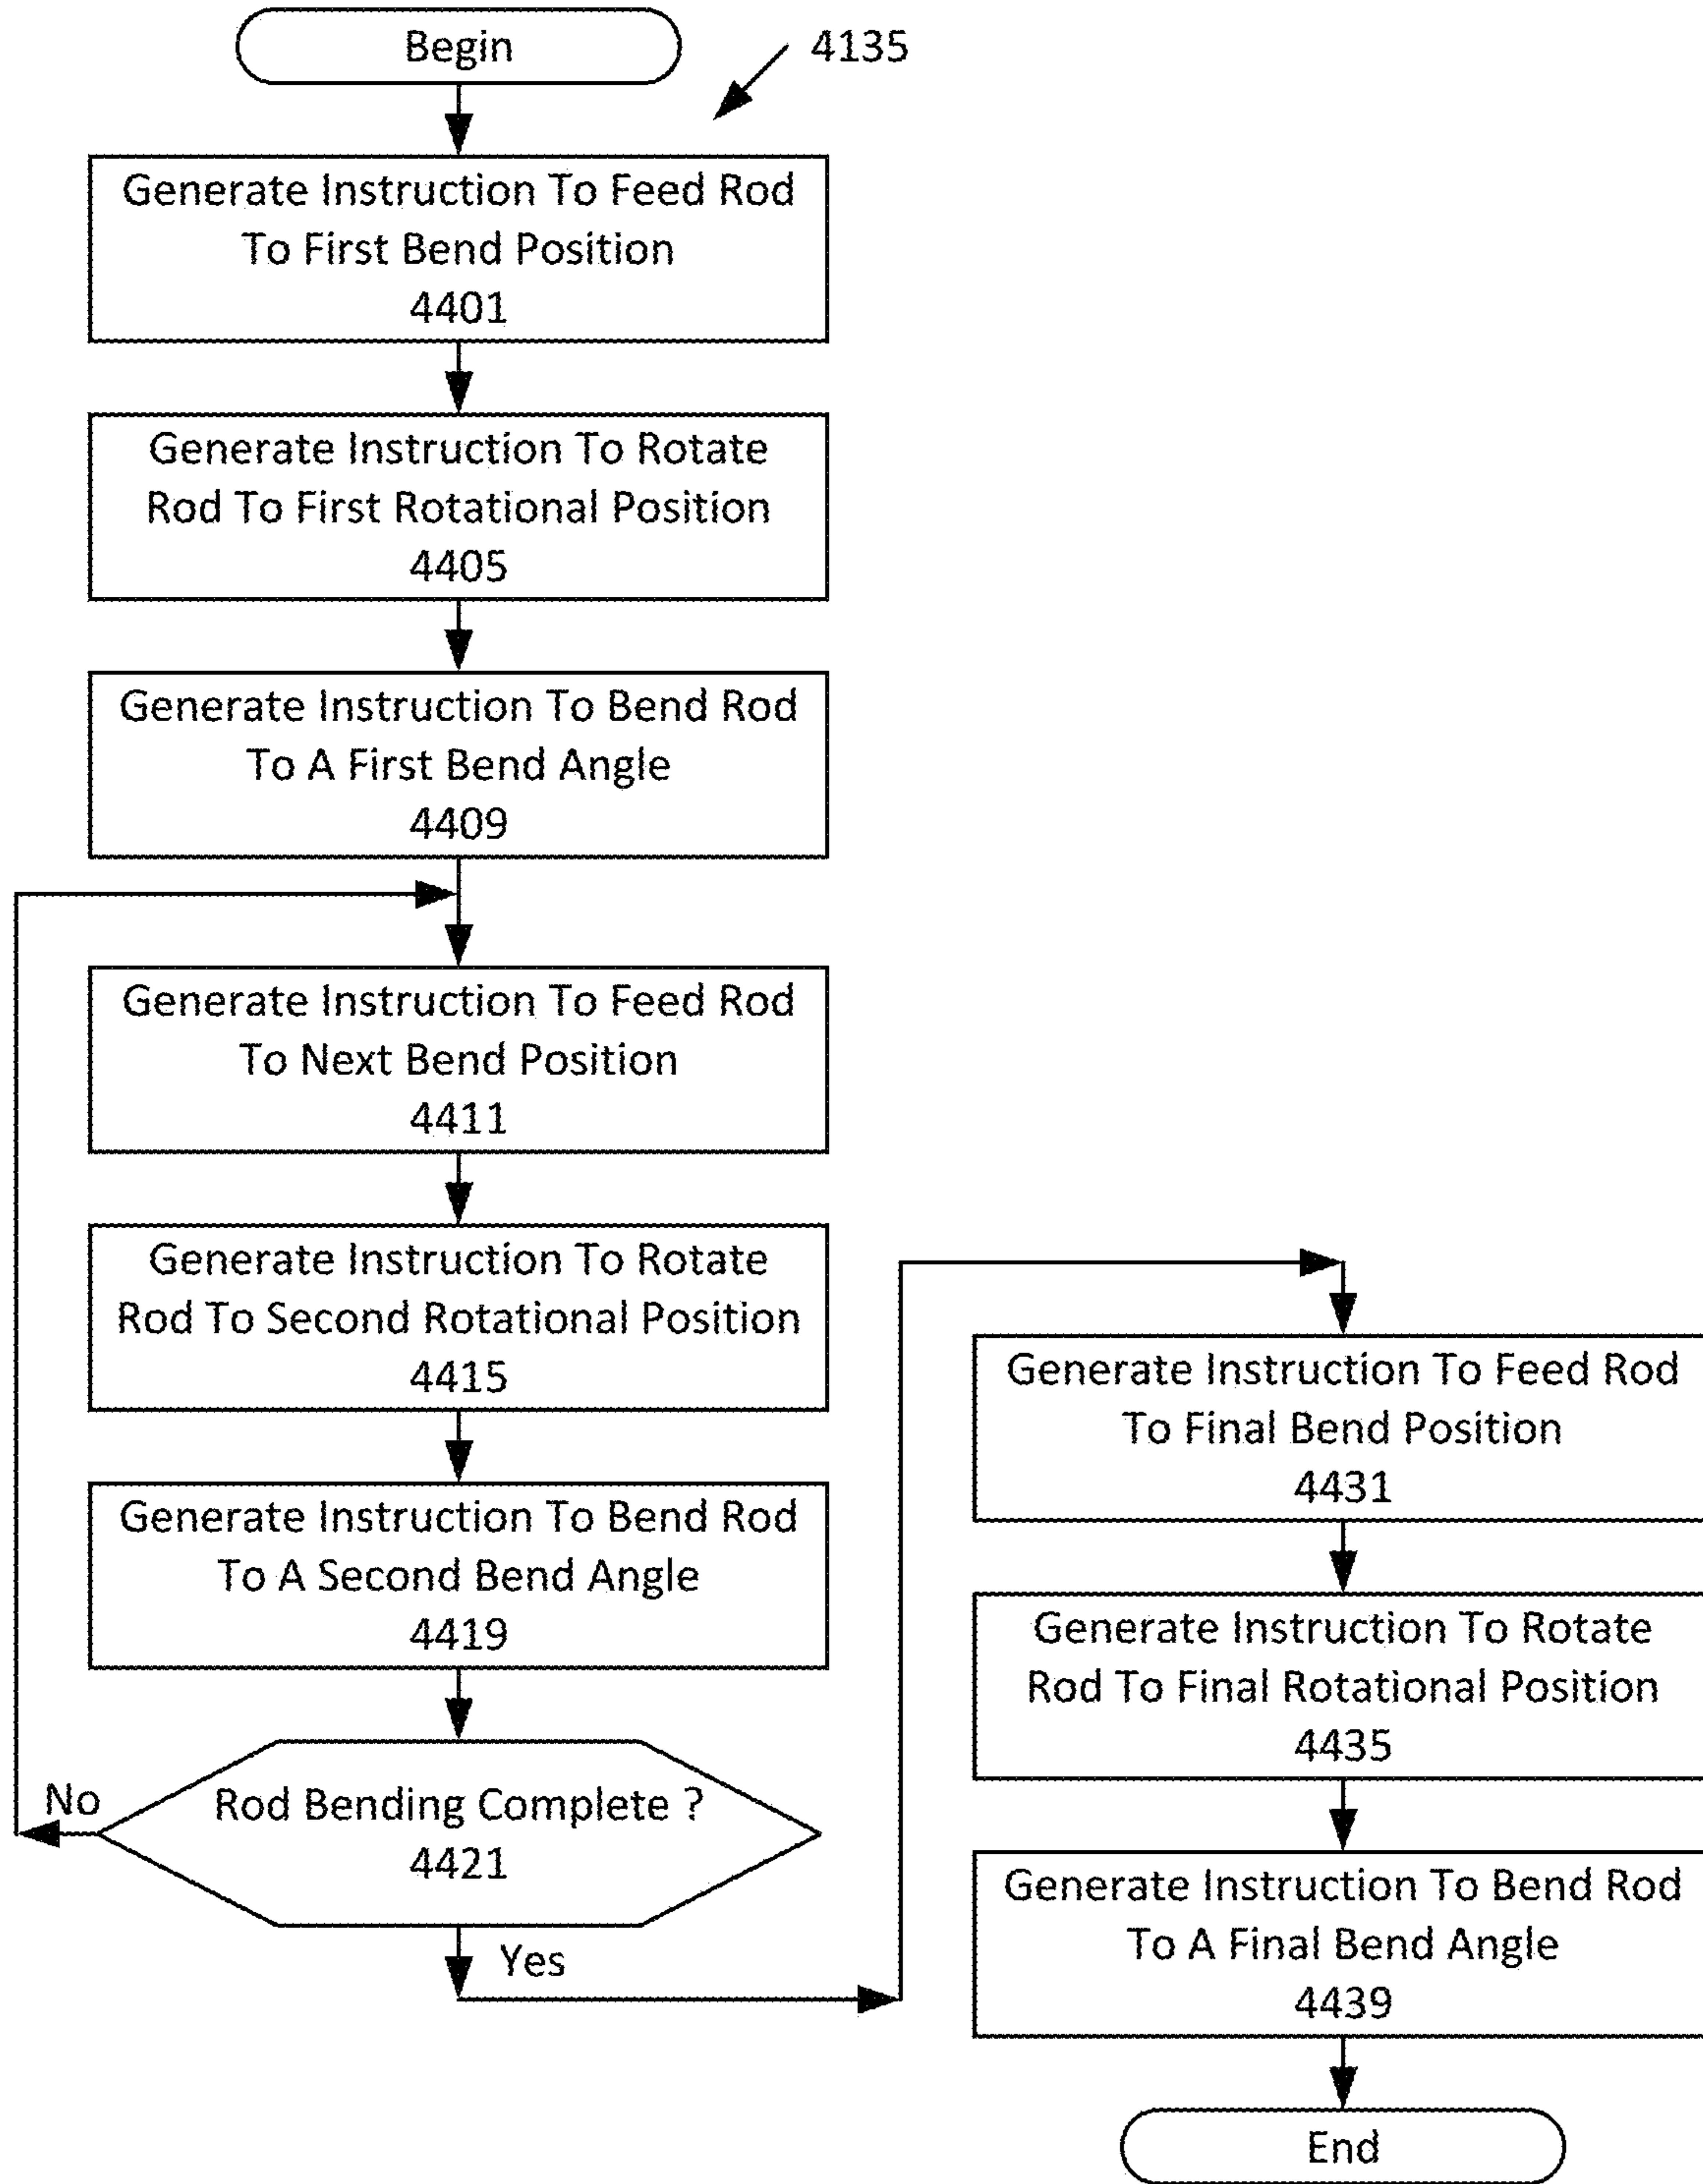 Begin
4135
Generate Instruction To Feed Rod
To First Bend Position
4401
Generate Instruction To Rotate
Rod To First Rotational Position
4405
Generate Instruction To Bend Rod
To A First Bend Angle
4409
Generate Instruction To Feed Rod
To Next Bend Position
4411
Generate Instruction To Rotate
Rod To Second Rotational Position
4415
Generate Instruction To Bend Rod
To A Second Bend Angle
4419
No
Rod Bending Complete ?
4421
Yes
Generate Instruction To Feed Rod
To Final Bend Position
4431
Generate Instruction To Rotate
Rod To Final Rotational Position
4435
Generate Instruction To Bend Rod
To A Final Bend Angle
4439
End